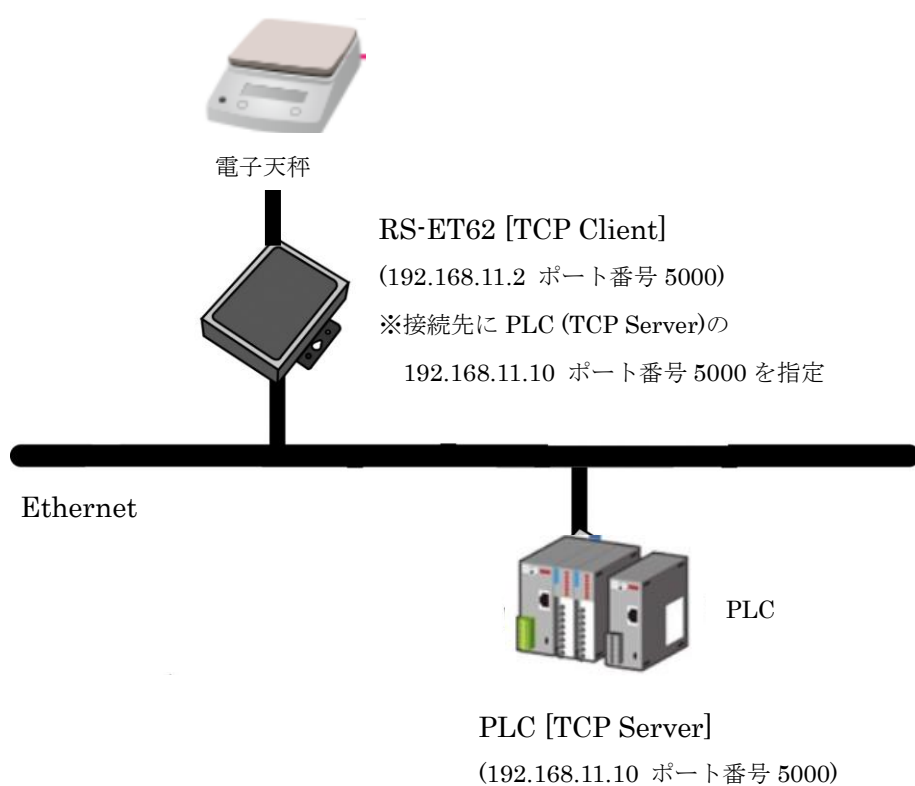 電子天秤
RS-ET62 [TCP Client]
(192.168.11.2 ポート番号 5000)
※接続先に PLC (TCP Server)の
192.168.11.10 ポート番号 5000 を指定
Ethernet
PLC
PLC [TCP Server]
(192.168.11.10 ポート番号 5000)